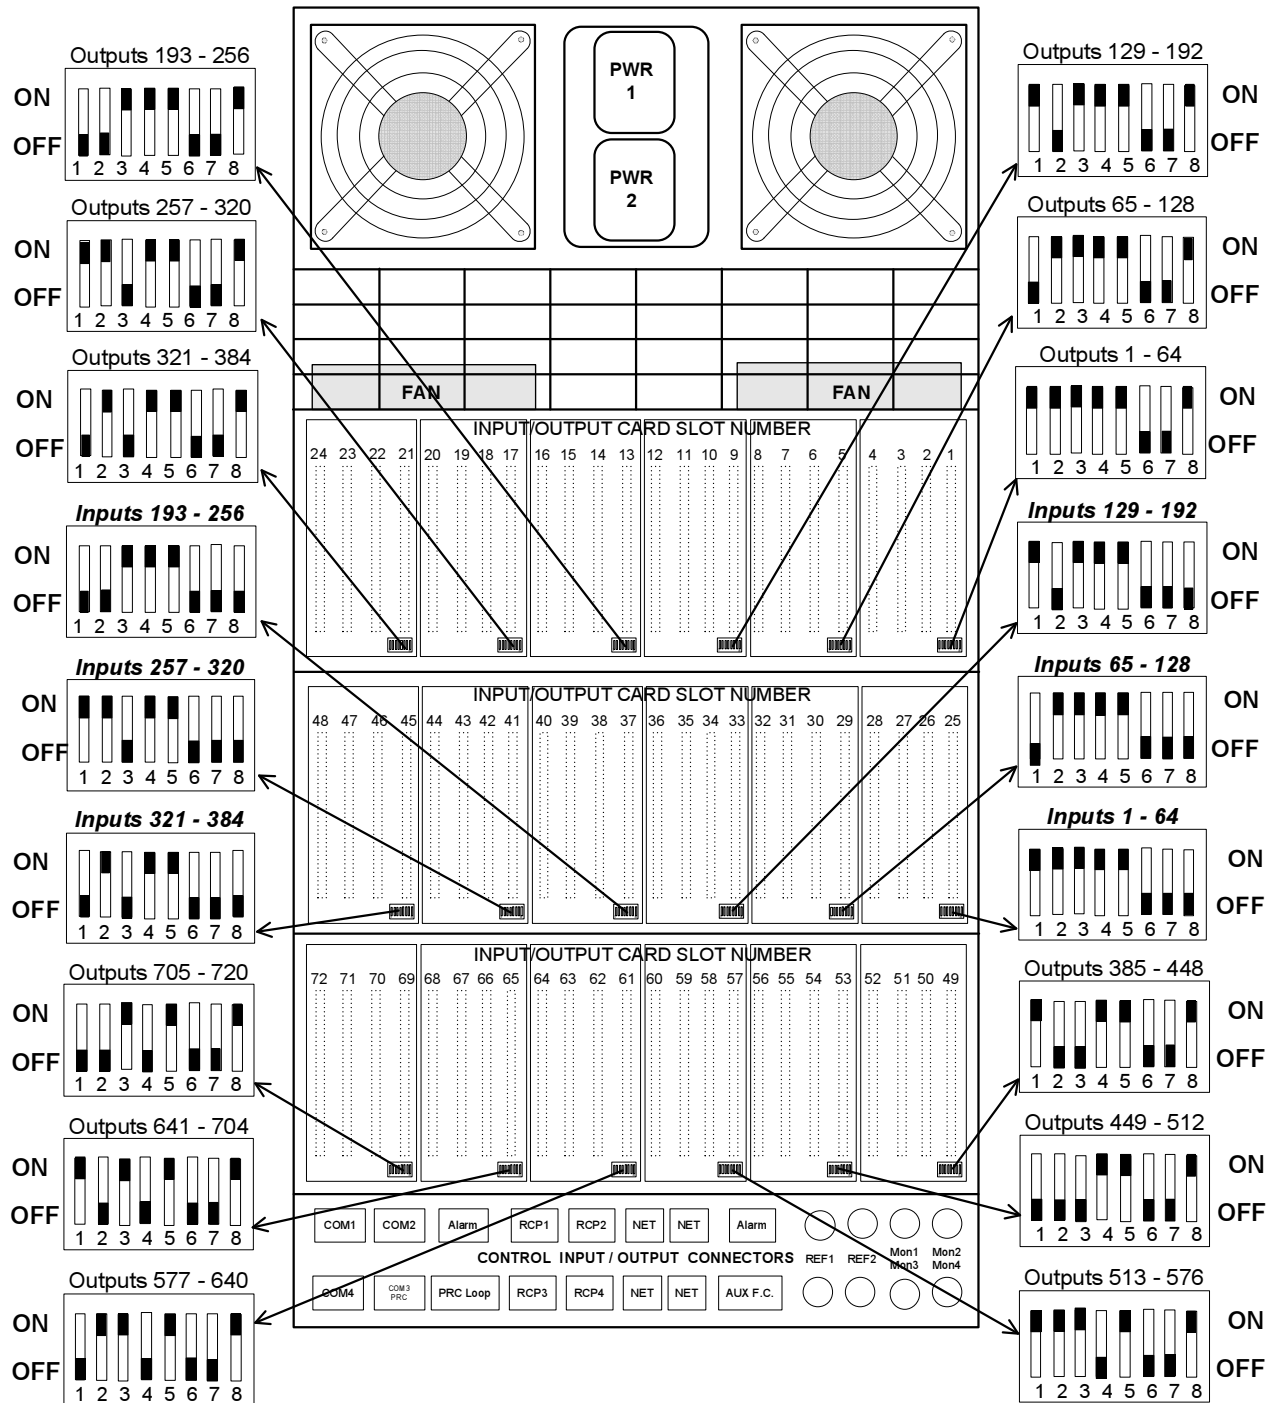 Outputs 193 - 256
ON
OFF
1 2 3 4 5 6 7 8
Outputs 257 - 320
ON
OFF
1 2 3 4 5 6 7 8
Outputs 321 - 384
ON
OFF
1 2 3 4 5 6 7 8
Inputs 193 - 256
ON
OFF
1 2 3 4 5 6 7 8
Inputs 257 - 320
ON
OFF
1 2 3 4 5 6 7 8
Inputs 321 - 384
ON
OFF
1 2 3 4 5 6 7 8
Outputs 705 - 720
ON
OFF
1 2 3 4 5 6 7 8
Outputs 641 - 704
ON
OFF
1 2 3 4 5 6 7 8
Outputs 577 - 640
ON
OFF
1 2 3 4 5 6 7 8
PWR
1
PWR
2
FAN
FAN
INPUT/OUTPUT CARD SLOT NUMBER
24 23 22 21 20 19 18 17 16 15 14 13 12 11 10 9 8 7 6 5 4 3 2 1
INPUT/OUTPUT CARD SLOT NUMBER
48 47 46 45 44 43 42 41 40 39 38 37 36 35 34 33 32 31 30 29 28 27 26 25
INPUT/OUTPUT CARD SLOT NUMBER
72 71 70 69 68 67 66 65 64 63 62 61 60 59 58 57 56 55 54 53 52 51 50 49
COM1 COM2 Alarm RCP1 RCP2 NET NET Alarm
CONTROL INPUT / OUTPUT CONNECTORS
REF1 REF2
Mon1 Mon2
Mon3 Mon4
COM4
COM3
PRC
PRC Loop RCP3 RCP4 NET NET AUX F.C.
Outputs 129 - 192
ON
OFF
1 2 3 4 5 6 7 8
Outputs 65 - 128
ON
OFF
1 2 3 4 5 6 7 8
Outputs 1 - 64
ON
OFF
1 2 3 4 5 6 7 8
Inputs 129 - 192
ON
OFF
1 2 3 4 5 6 7 8
Inputs 65 - 128
ON
OFF
1 2 3 4 5 6 7 8
Inputs 1 - 64
ON
OFF
1 2 3 4 5 6 7 8
Outputs 385 - 448
ON
OFF
1 2 3 4 5 6 7 8
Outputs 449 - 512
ON
OFF
1 2 3 4 5 6 7 8
Outputs 513 - 576
ON
OFF
1 2 3 4 5 6 7 8